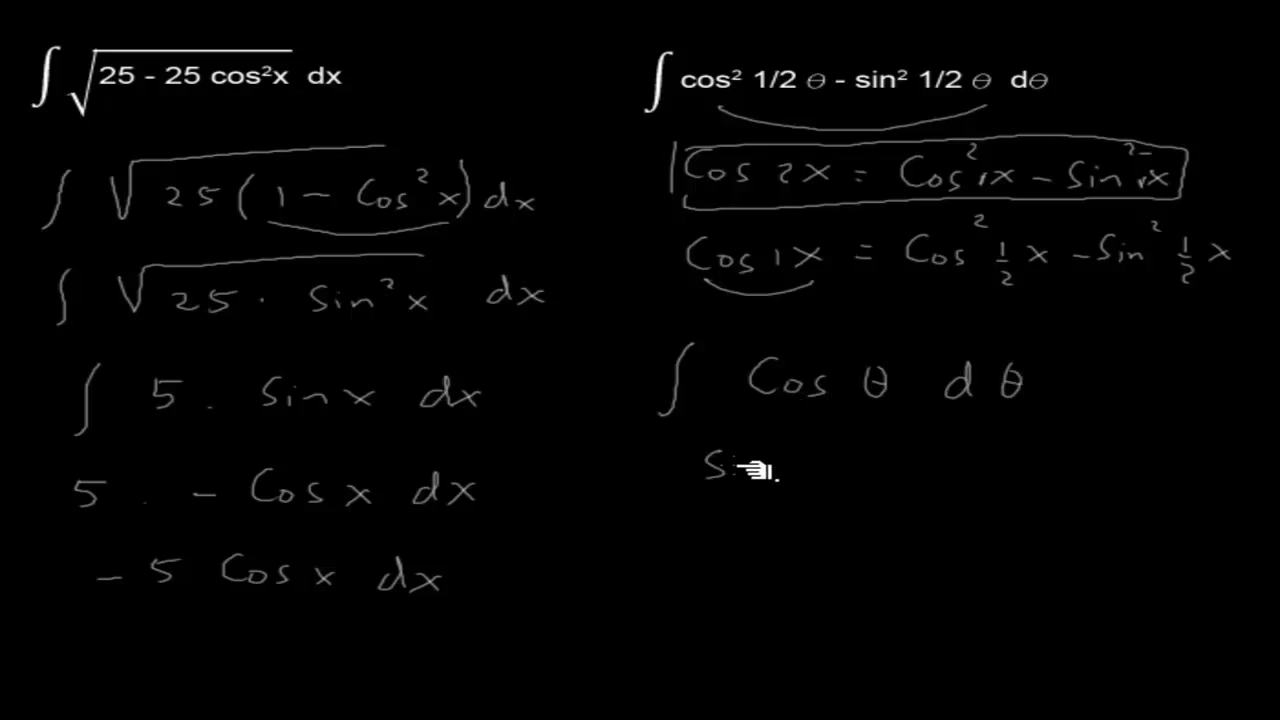 ∫ √25 - 25 cos²x dx
∫ √25 ( 1 - Cos²x) dx
∫ √25 · Sin²x dx
∫ 5 . Sin x dx
5 . - Cos x dx
- 5 Cos x dx
∫ cos² 1/2 θ - sin² 1/2 θ dθ
Cos 2x = Cos²1x - Sin²1x
Cos 1x = Cos² 1/2 x - Sin² 1/2 x
∫ Cos θ d θ
S